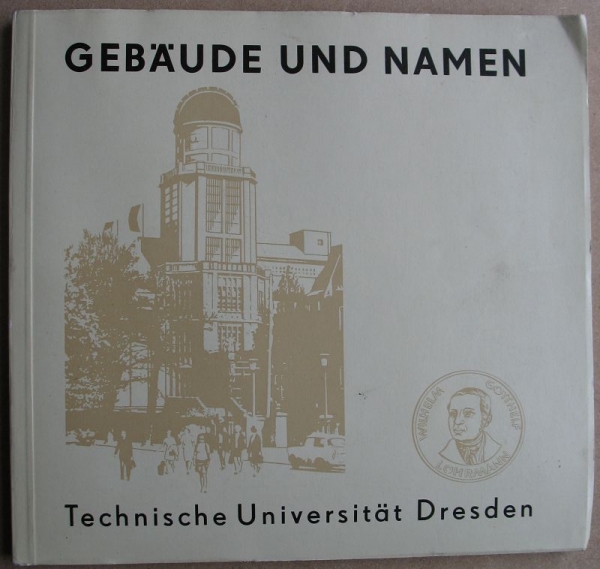 GEBÄUDE UND NAMEN
WILHELM GOTTHELF
LOHRMANN
Technische Universität Dresden